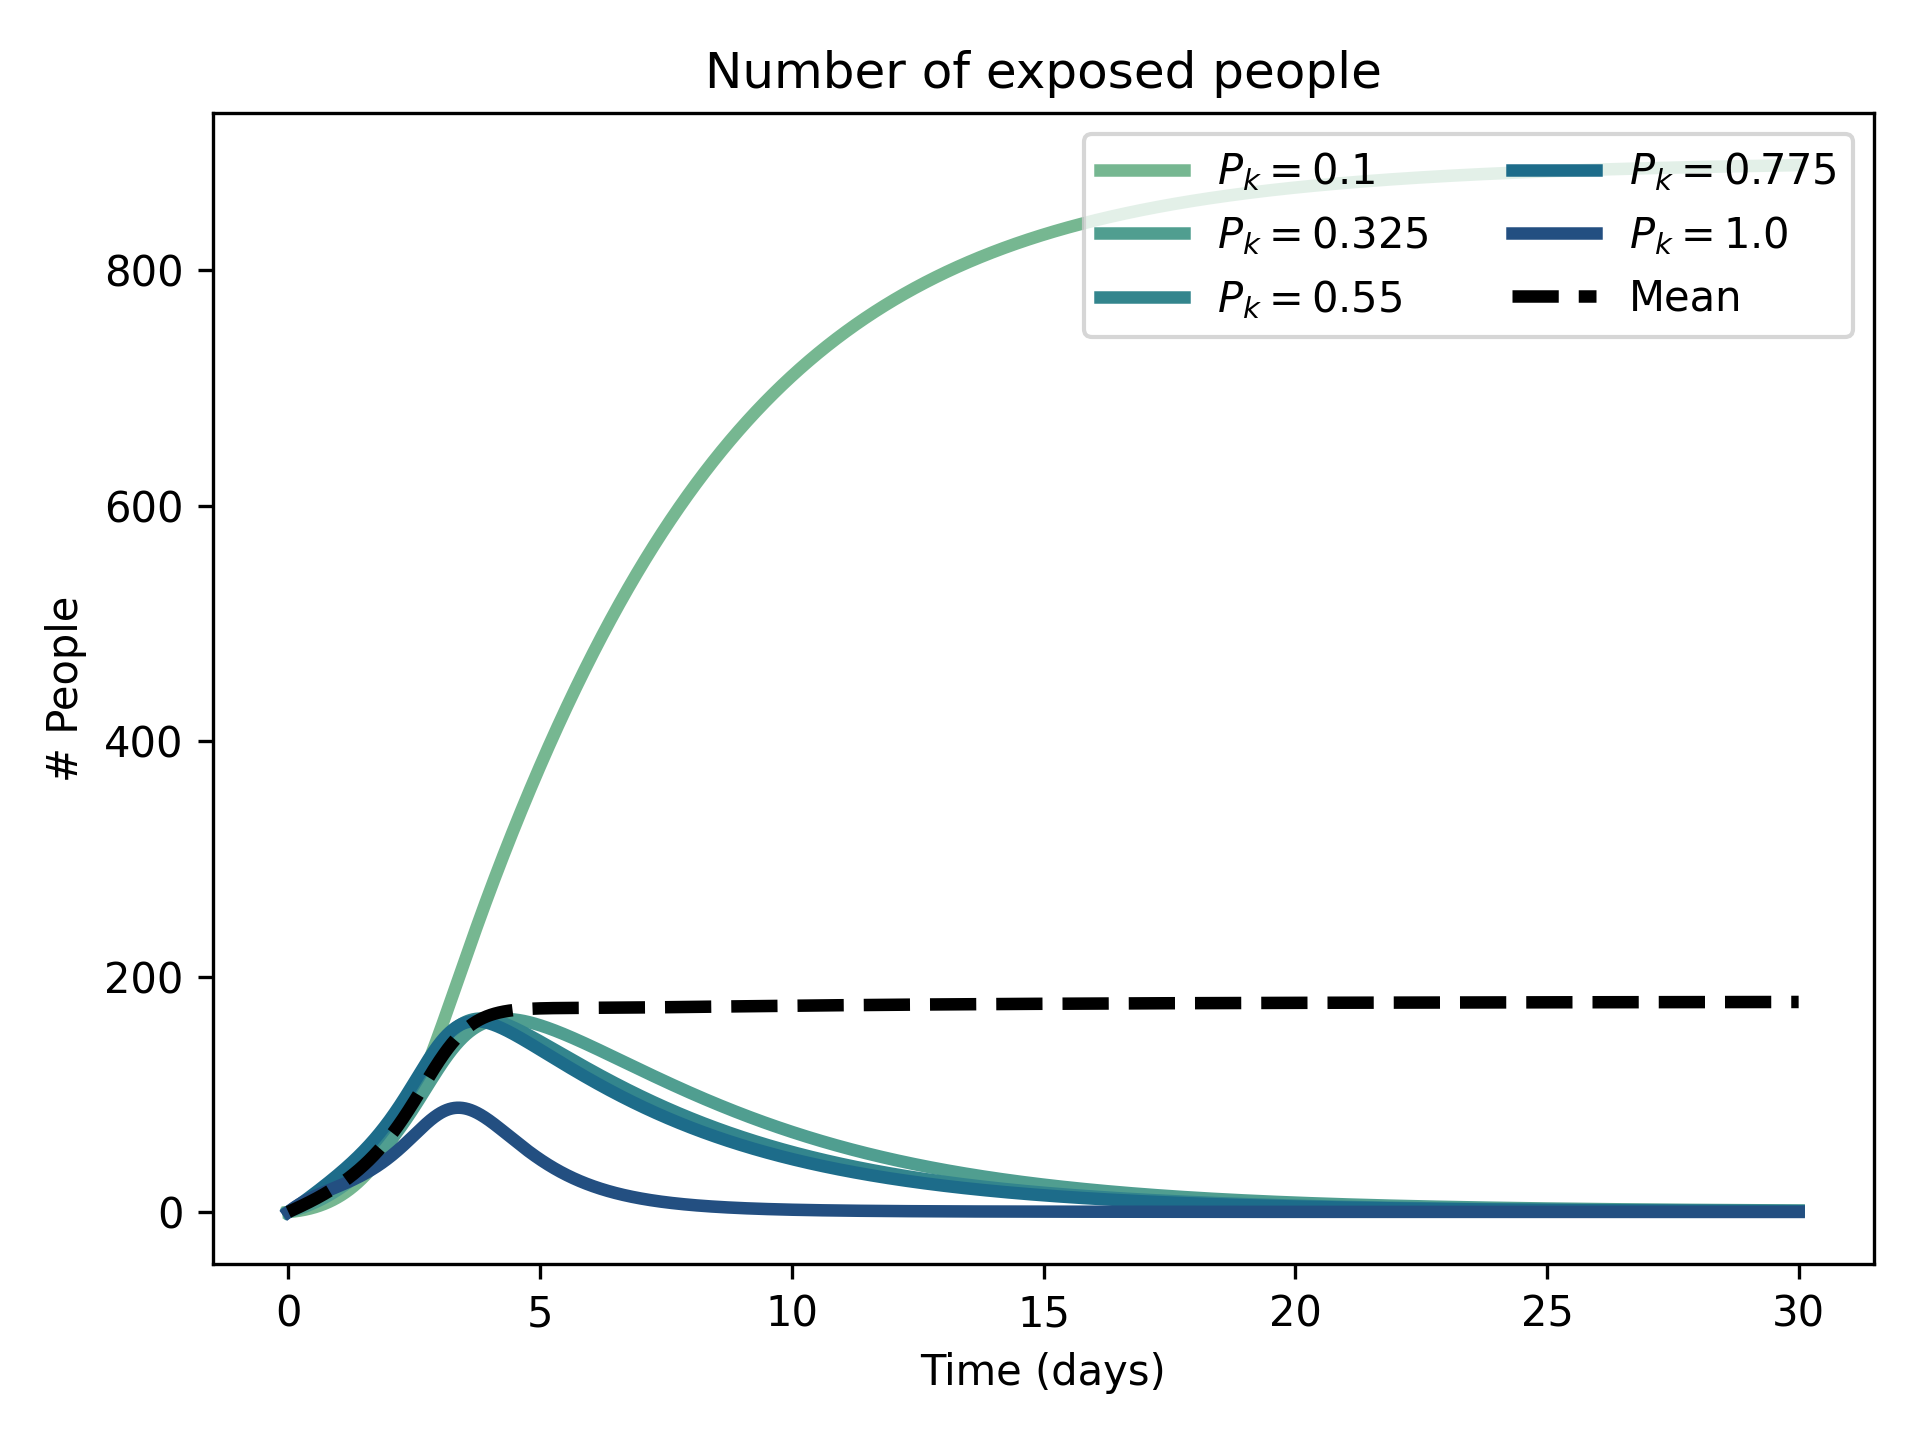 Number of exposed people
P_k = 0.1
P_k = 0.325
P_k = 0.55
P_k = 0.775
P_k = 1.0
Mean
# People
800
600
400
200
0
0 5 10 15 20 25 30
Time (days)